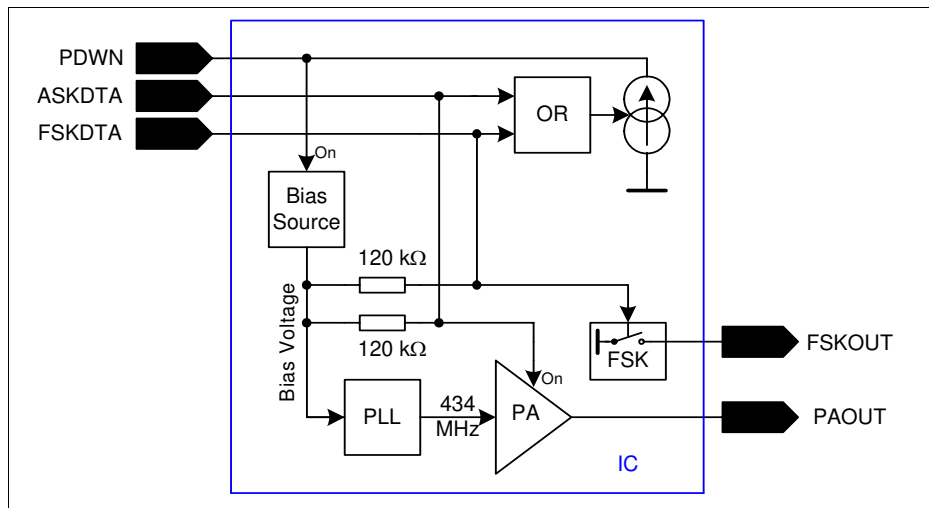 PDWN
ASKDTA
FSKDTA
OR
On
Bias
Source
120 kΩ
Bias Voltage
120 kΩ
FSK
FSKOUT
On
PLL
434
MHz
PA
PAOUT
IC